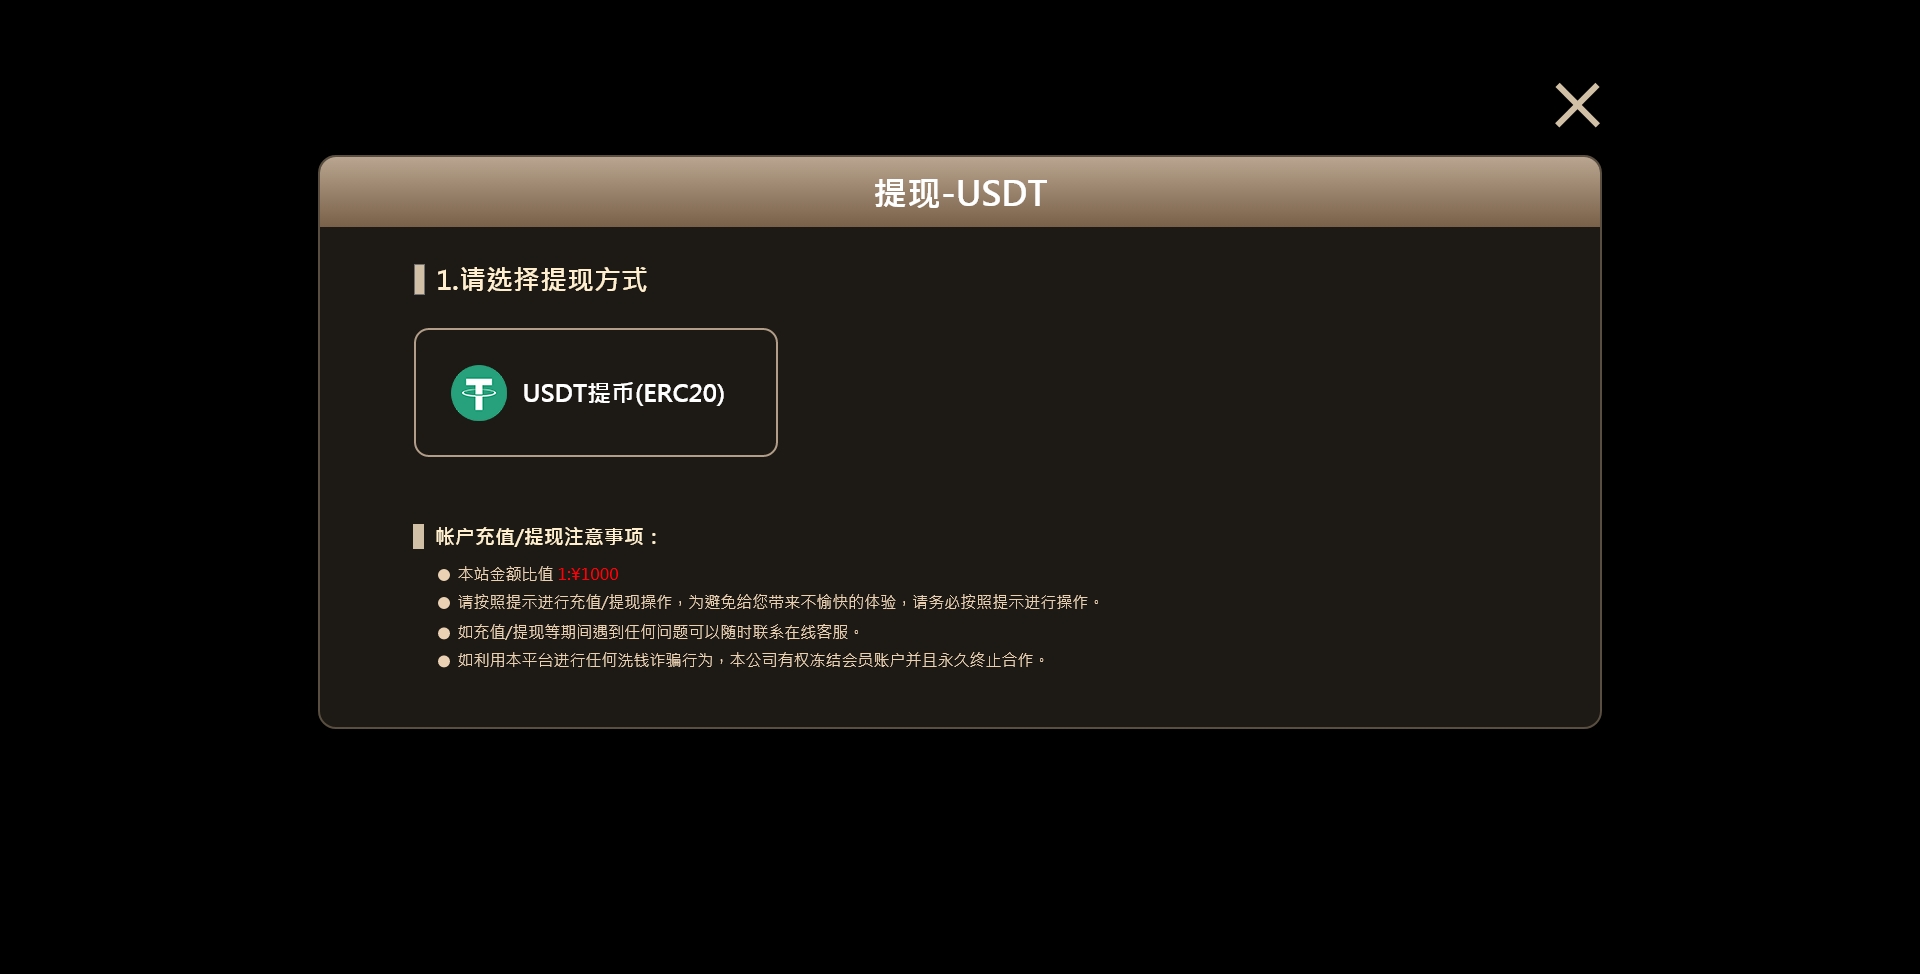 提现-USDT
1.请选择提现方式
USDT提币(ERC20)
帐户充值/提现注意事项：
● 本站金额比值 1:¥1000
● 请按照提示进行充值/提现操作，为避免给您带来不愉快的体验，请务必按照提示进行操作。
● 如充值/提现等期间遇到任何问题可以随时联系在线客服。
● 如利用本平台进行任何洗钱诈骗行为，本公司有权冻结会员账户并且永久终止合作。